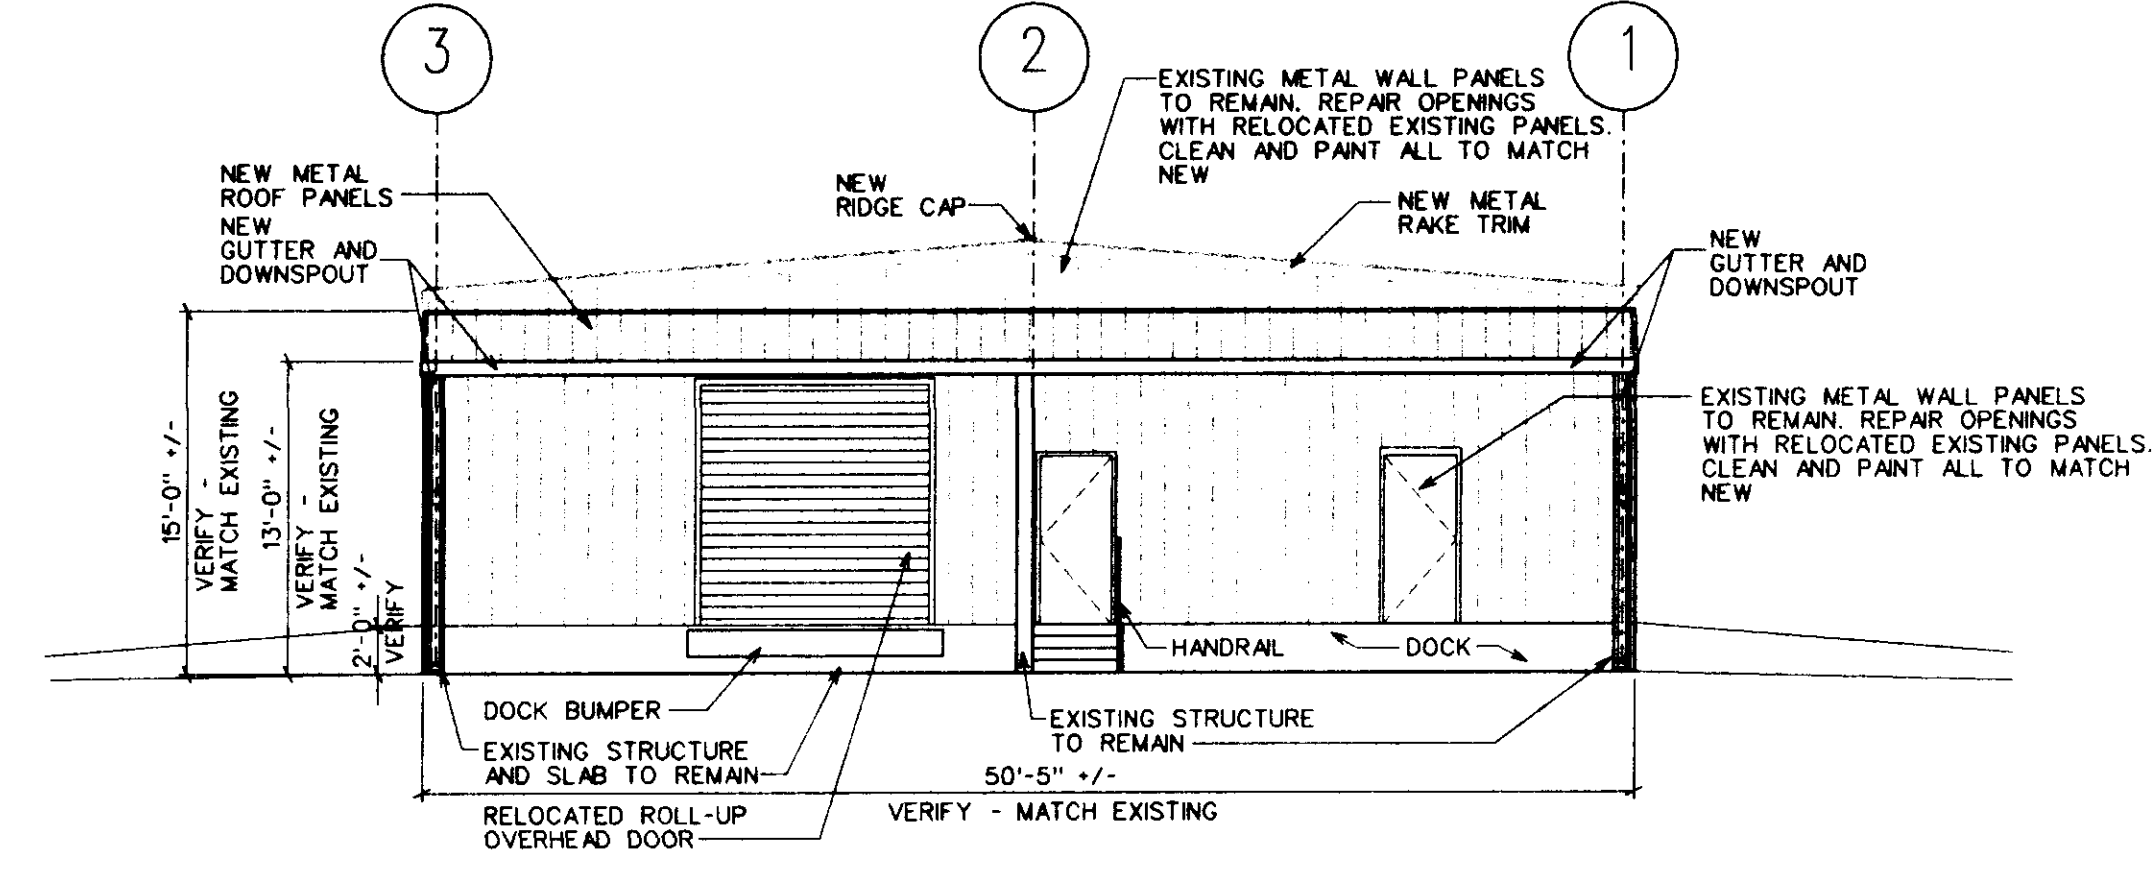 3
2
1
EXISTING METAL WALL PANELS
TO REMAIN. REPAIR OPENINGS
WITH RELOCATED EXISTING PANELS.
CLEAN AND PAINT ALL TO MATCH
NEW
NEW METAL
ROOF PANELS
NEW
RIDGE CAP
NEW METAL
RAKE TRIM
NEW
GUTTER AND
DOWNSPOUT
NEW
GUTTER AND
DOWNSPOUT
EXISTING METAL WALL PANELS
TO REMAIN. REPAIR OPENINGS
WITH RELOCATED EXISTING PANELS.
CLEAN AND PAINT ALL TO MATCH
NEW
15'-0" +/-
VERIFY -
MATCH EXISTING
13'-0" +/-
VERIFY -
MATCH EXISTING
2'-0" +/-
VERIFY
HANDRAIL
DOCK
DOCK BUMPER
EXISTING STRUCTURE
AND SLAB TO REMAIN
EXISTING STRUCTURE
TO REMAIN
50'-5" +/-
VERIFY - MATCH EXISTING
RELOCATED ROLL-UP
OVERHEAD DOOR